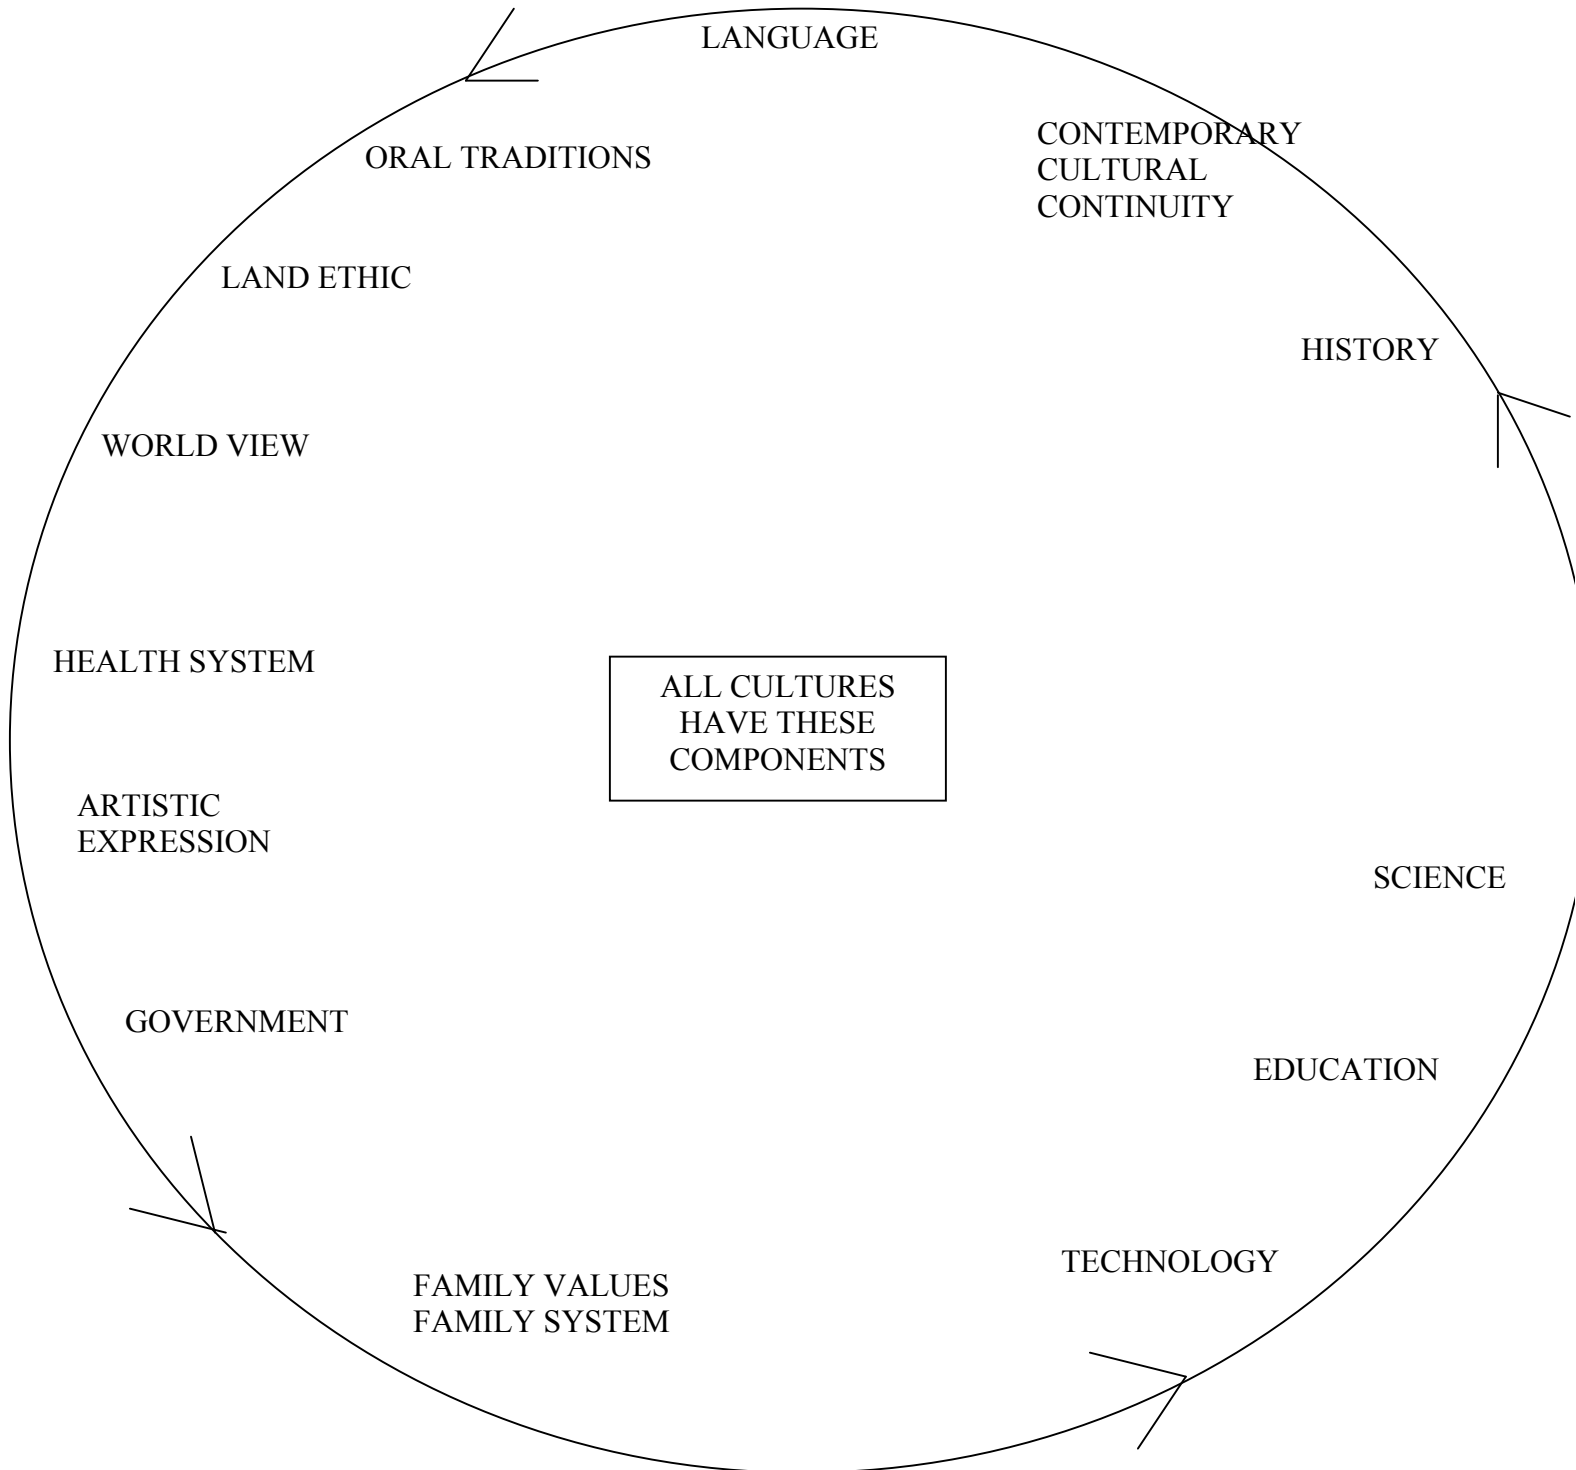 LANGUAGE
CONTEMPORARY
CULTURAL
CONTINUITY
ORAL TRADITIONS
LAND ETHIC
HISTORY
WORLD VIEW
HEALTH SYSTEM
ALL CULTURES
HAVE THESE
COMPONENTS
ARTISTIC
EXPRESSION
SCIENCE
GOVERNMENT
EDUCATION
TECHNOLOGY
FAMILY VALUES
FAMILY SYSTEM